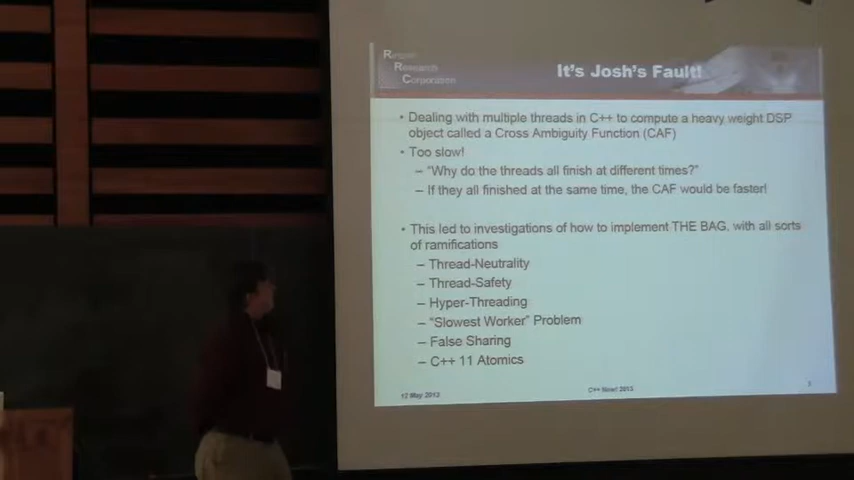 Research
Corporation
It's Josh's Fault!
• Dealing with multiple threads in C++ to compute a heavy weight DSP
object called a Cross Ambiguity Function (CAF)
• Too slow!
– "Why do the threads all finish at different times?"
– If they all finished at the same time, the CAF would be faster!
• This led to investigations of how to implement THE BAG, with all sorts
of ramifications
– Thread-Neutrality
– Thread-Safety
– Hyper-Threading
– "Slowest Worker" Problem
– False Sharing
– C++ 11 Atomics
May 2013
C++ Now! 2013
3